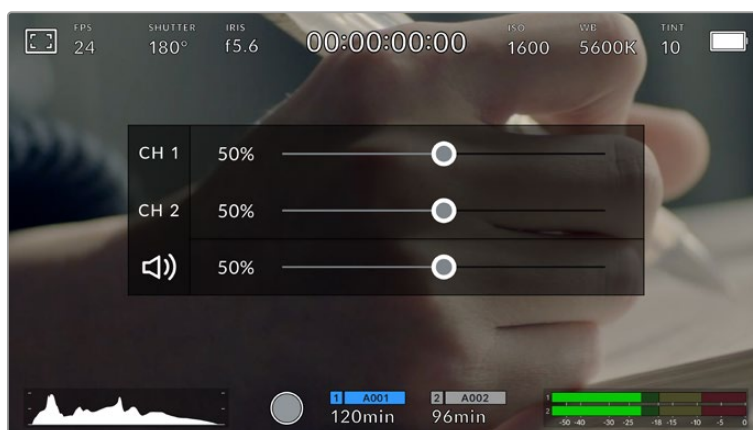 FPS SHUTTER IRIS ISO WB TINT
24 180° f5.6 00:00:00:00 1600 5600K 10
CH 1 50%
CH 2 50%
50%
1 A001 2 A002
120min 96min
1
2
-50 -40 -30 -25 -18 -15 -10 -5 0